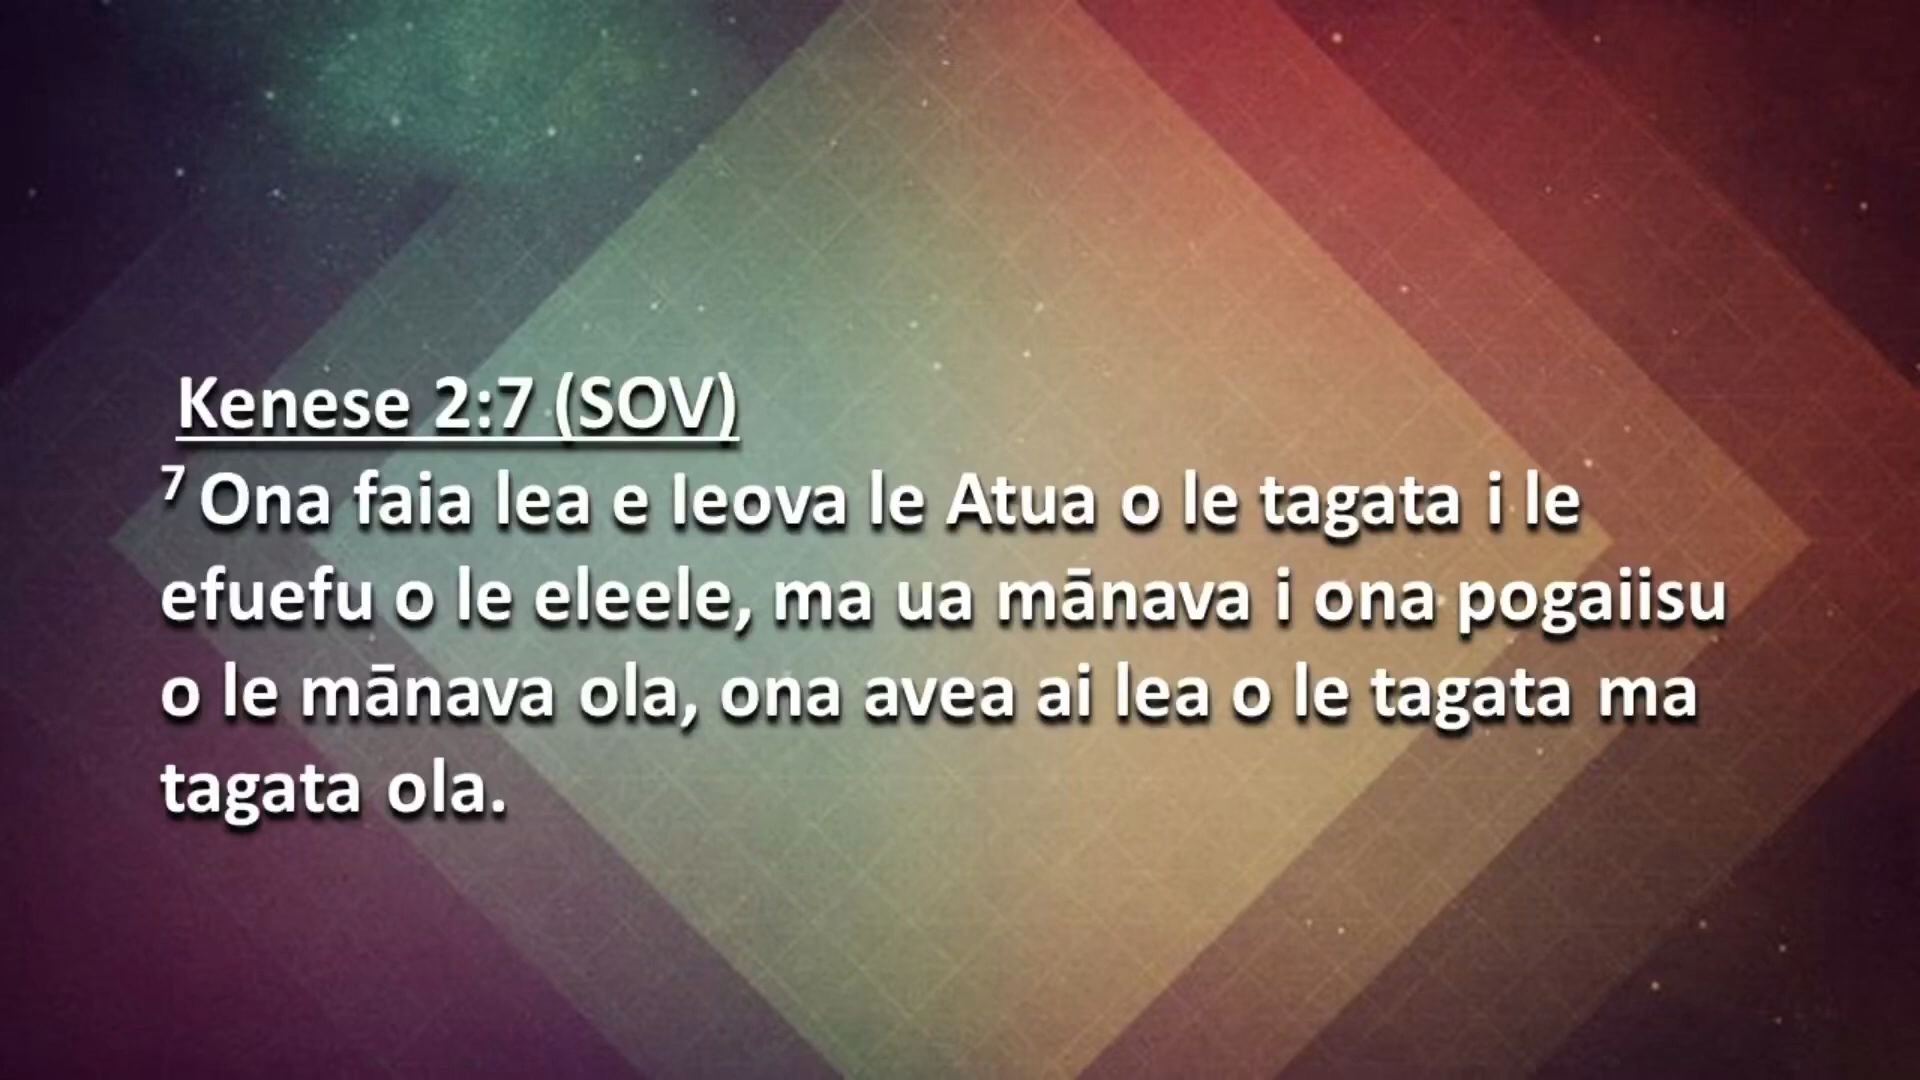 Kenese 2:7 (SOV)
7 Ona faia lea e Ieova le Atua o le tagata i le
efuefu o le eleele, ma ua mānava i ona pogaiisu
o le mānava ola, ona avea ai lea o le tagata ma
tagata ola.